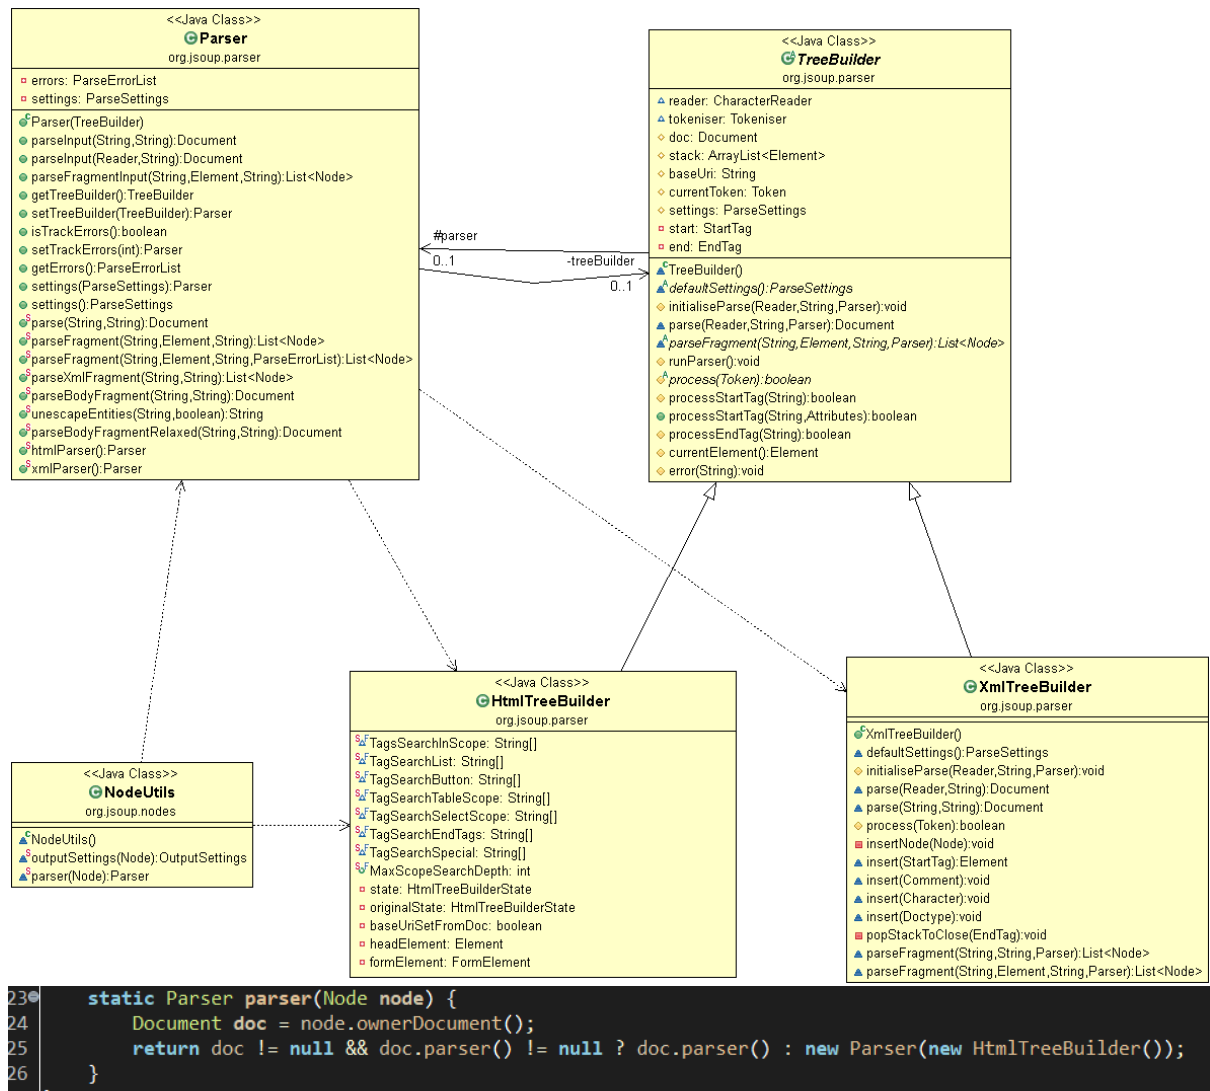 <<Java Class>>
Parser
org.jsoup.parser
errors: ParseErrorList
settings: ParseSettings
Parser(TreeBuilder)
parseInput(String,String):Document
parseInput(Reader,String):Document
parseFragmentInput(String,Element,String):List<Node>
getTreeBuilder():TreeBuilder
setTreeBuilder(TreeBuilder):Parser
isTrackErrors():boolean
setTrackErrors(int):Parser
getErrors():ParseErrorList
settings(ParseSettings):Parser
settings():ParseSettings
parse(String,String):Document
parseFragment(String,Element,String):List<Node>
parseFragment(String,Element,String,ParseErrorList):List<Node>
parseXmlFragment(String,String):List<Node>
parseBodyFragment(String,String):Document
unescapeEntities(String,boolean):String
parseBodyFragmentRelaxed(String,String):Document
htmlParser():Parser
xmlParser():Parser
#parser
0..1
-treeBuilder
0..1
<<Java Class>>
TreeBuilder
org.jsoup.parser
reader: CharacterReader
tokeniser: Tokeniser
doc: Document
stack: ArrayList<Element>
baseUri: String
currentToken: Token
settings: ParseSettings
start: StartTag
end: EndTag
TreeBuilder()
defaultSettings():ParseSettings
initialiseParse(Reader,String,Parser):void
parse(Reader,String,Parser):Document
parseFragment(String,Element,String,Parser):List<Node>
runParser():void
process(Token):boolean
processStartTag(String):boolean
processStartTag(String,Attributes):boolean
processEndTag(String):boolean
currentElement():Element
error(String):void
<<Java Class>>
NodeUtils
org.jsoup.nodes
NodeUtils()
outputSettings(Node):OutputSettings
parser(Node):Parser
<<Java Class>>
HtmlTreeBuilder
org.jsoup.parser
TagsSearchInScope: String[]
TagSearchList: String[]
TagSearchButton: String[]
TagSearchTableScope: String[]
TagSearchSelectScope: String[]
TagSearchEndTags: String[]
TagSearchSpecial: String[]
MaxScopeSearchDepth: int
state: HtmlTreeBuilderState
originalState: HtmlTreeBuilderState
baseUriSetFromDoc: boolean
headElement: Element
formElement: FormElement
<<Java Class>>
XmlTreeBuilder
org.jsoup.parser
XmlTreeBuilder()
defaultSettings():ParseSettings
initialiseParse(Reader,String,Parser):void
parse(Reader,String):Document
parse(String,String):Document
process(Token):boolean
insertNode(Node):void
insert(StartTag):Element
insert(Comment):void
insert(Character):void
insert(Doctype):void
popStackToClose(EndTag):void
parseFragment(String,String,Parser):List<Node>
parseFragment(String,Element,String,Parser):List<Node>
23 static Parser parser(Node node) {
24 Document doc = node.ownerDocument();
25 return doc != null && doc.parser() != null ? doc.parser() : new Parser(new HtmlTreeBuilder());
26 }